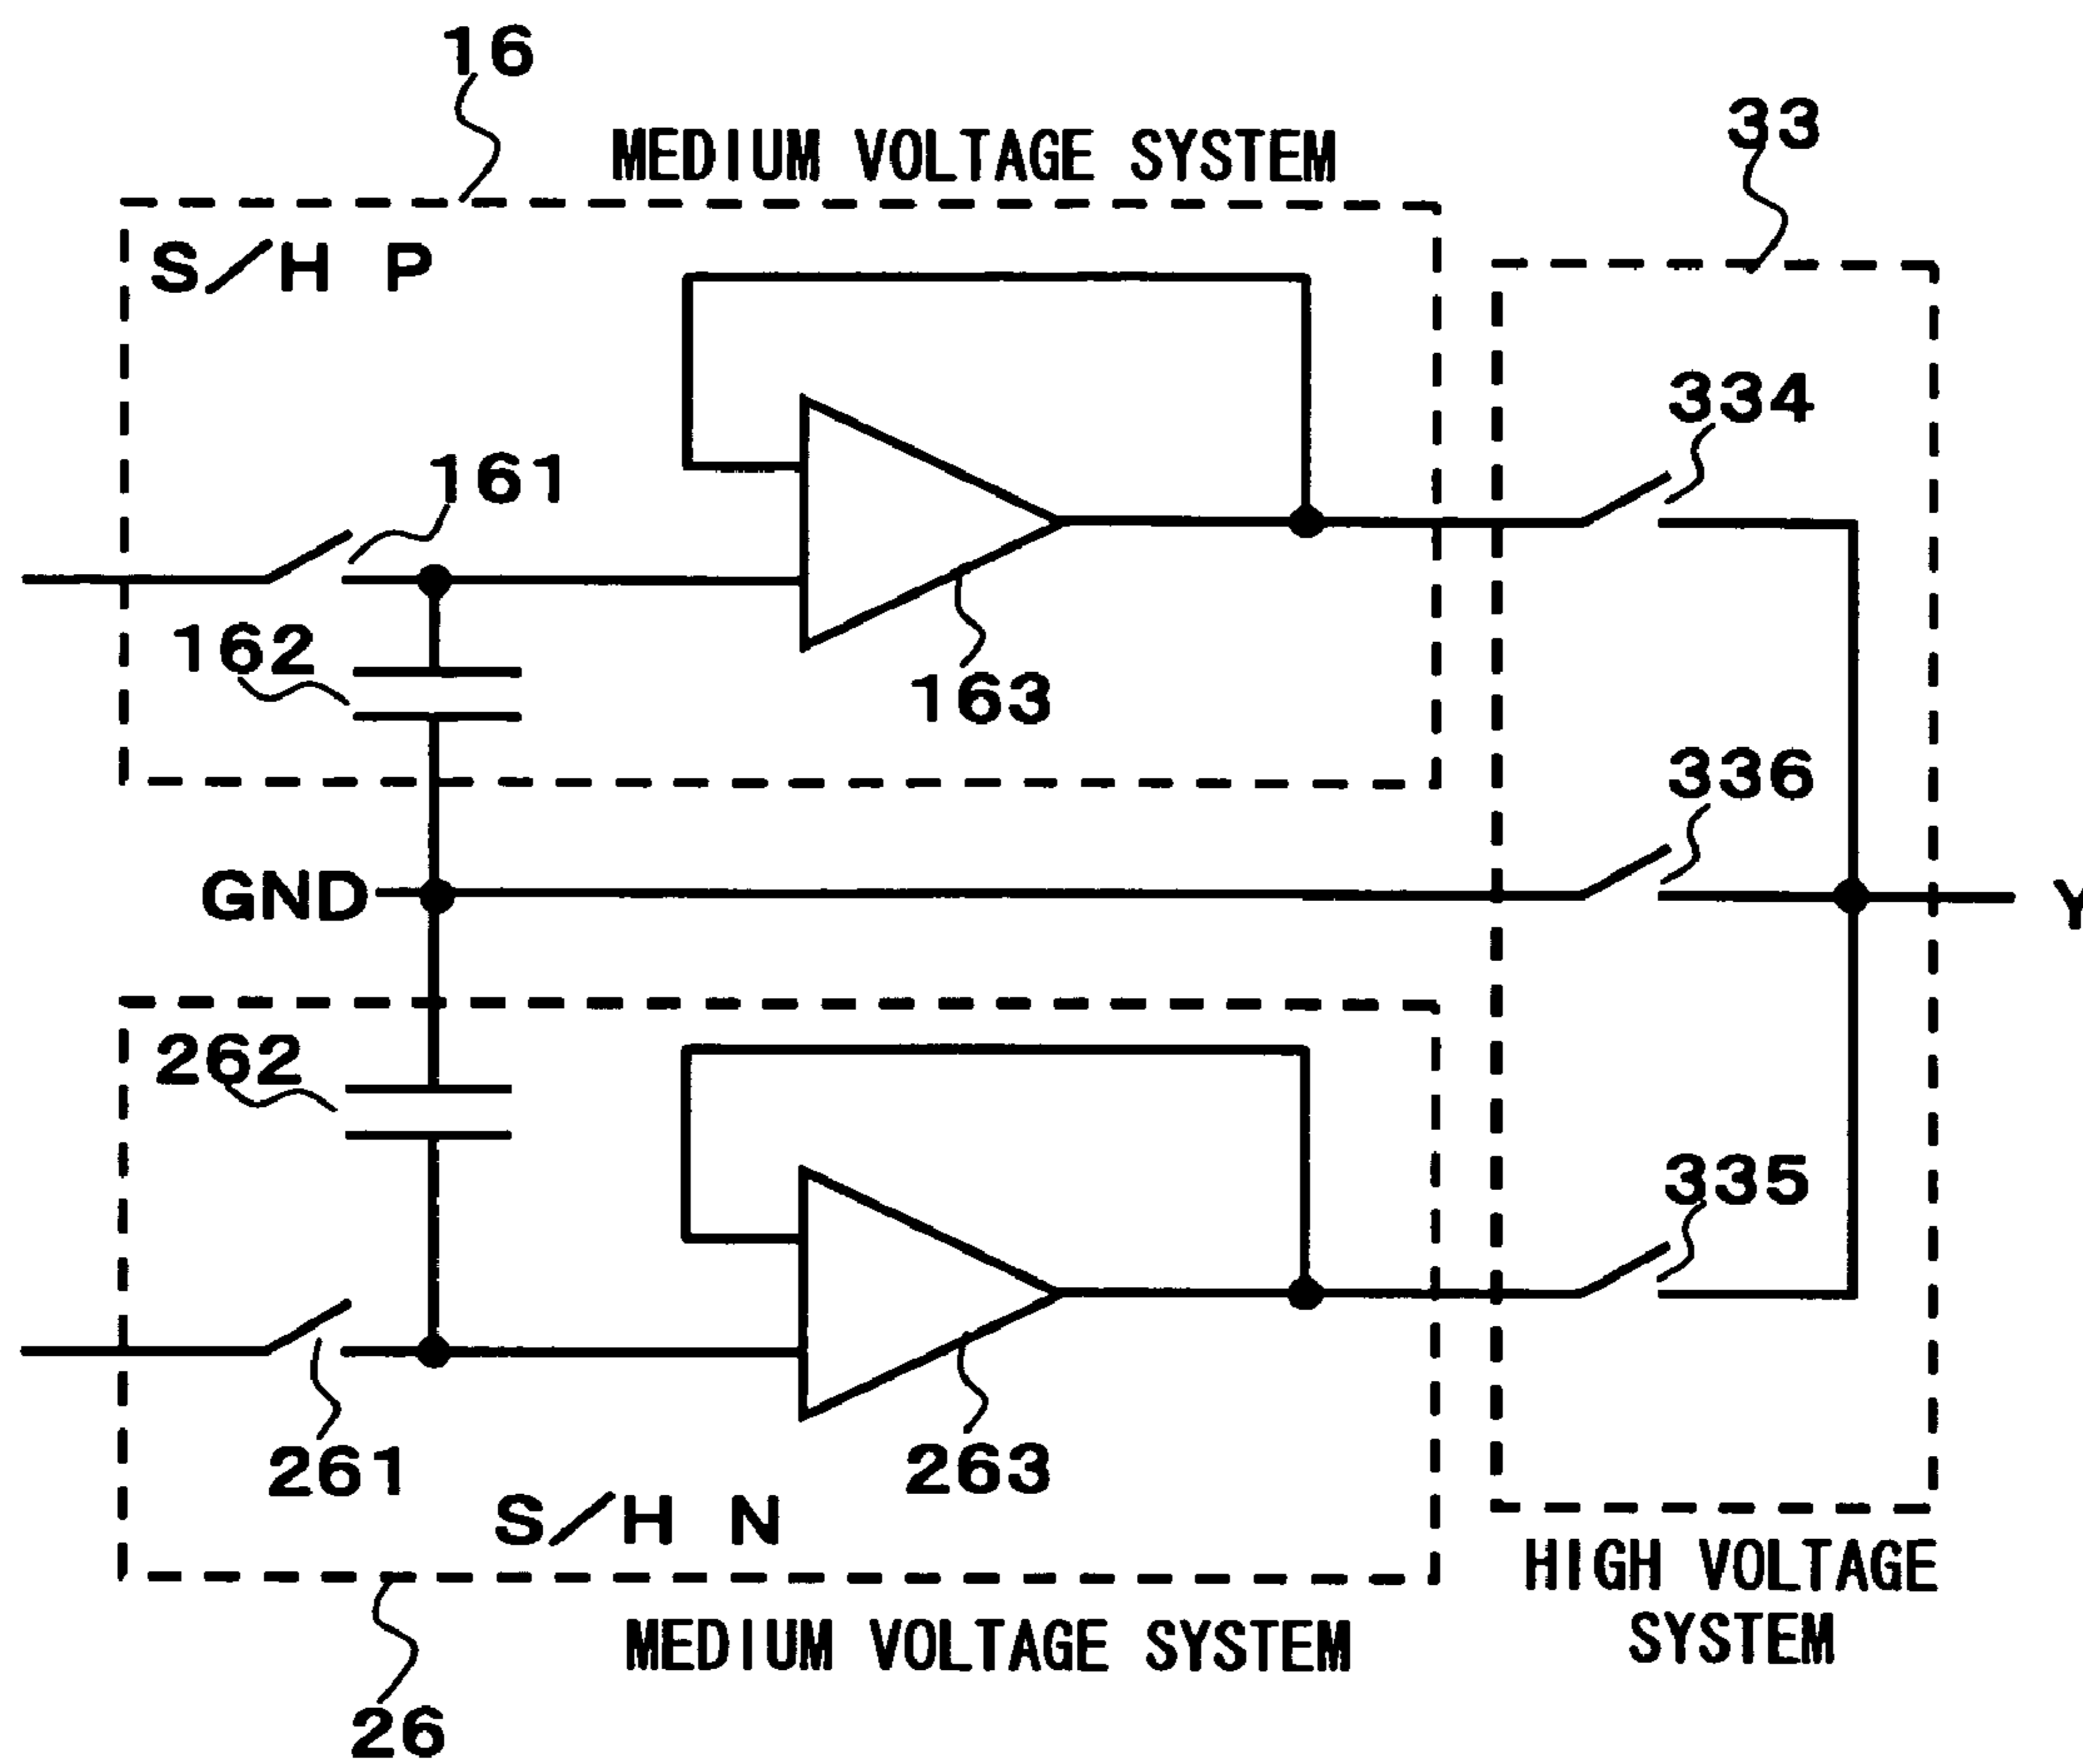 16
MEDIUM VOLTAGE SYSTEM
33
S/H P
334
161
162
163
336
GND
Y
262
335
261
263
S/H N
HIGH VOLTAGE
SYSTEM
MEDIUM VOLTAGE SYSTEM
26